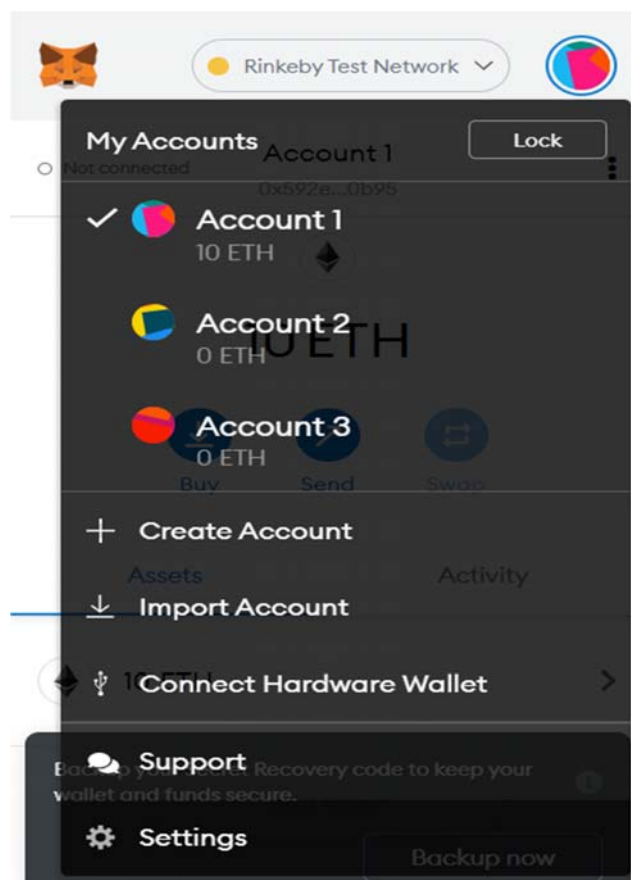 Rinkeby Test Network
My Accounts
Lock
Account 1
Not connected
0x592e...0b95
Account 1
10 ETH
Account 2
0 ETH
10 ETH
Account 3
0 ETH
Buy Send Swap
Create Account
Assets Activity
Import Account
10 ETH
Connect Hardware Wallet
Support
Backup your Secret Recovery code to keep your
wallet and funds secure.
Settings
Backup now